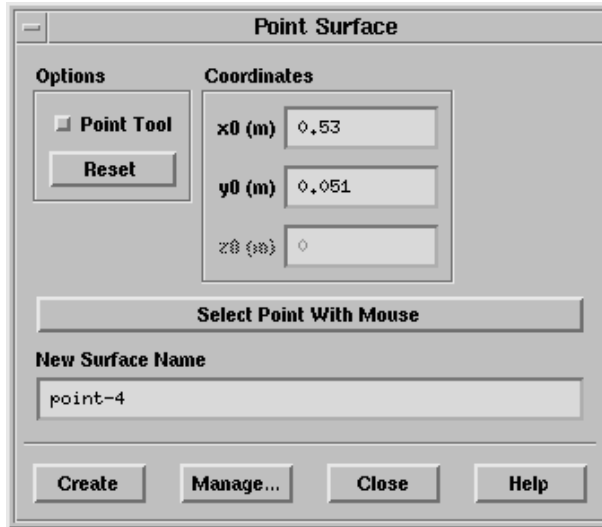 Point Surface
Options
Coordinates
Point Tool
Reset
x0 (m) 0.53
y0 (m) 0.051
z0 (m) 0
Select Point With Mouse
New Surface Name
point-4
Create Manage... Close Help